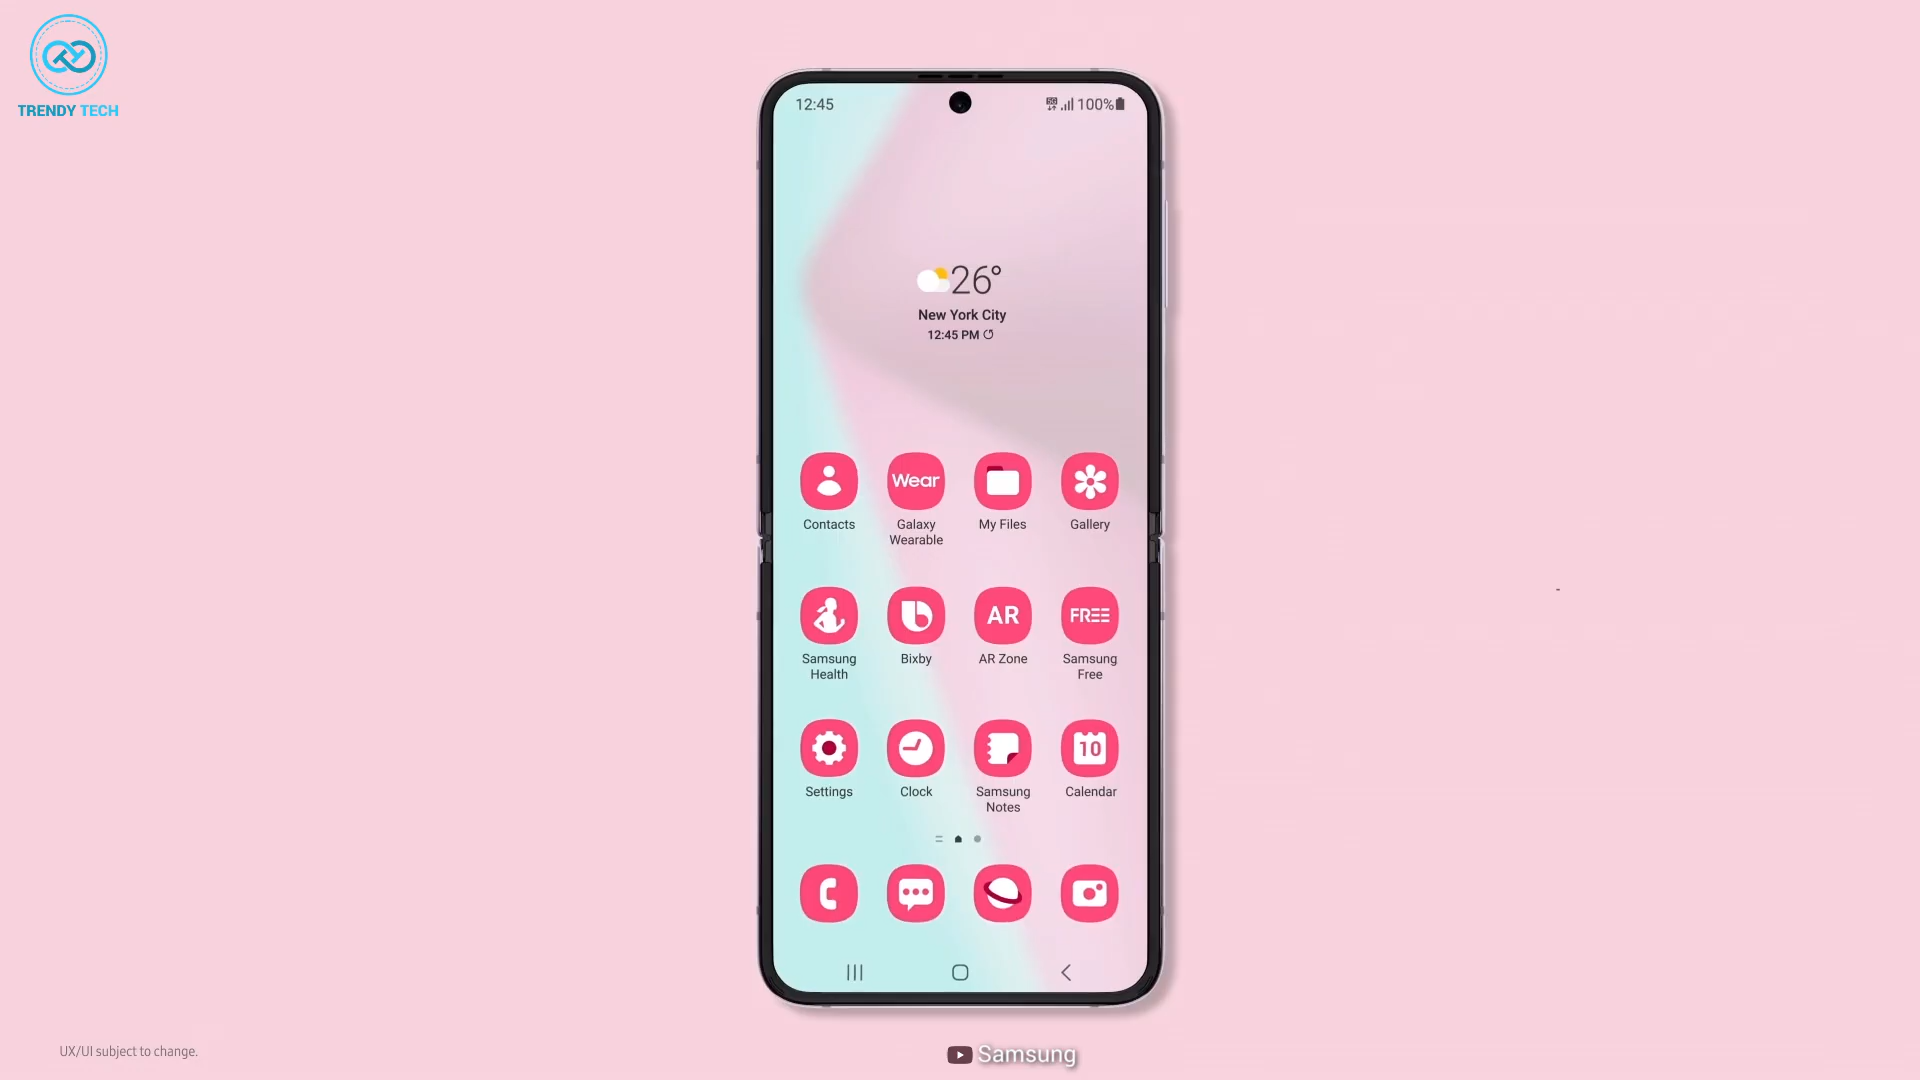 TRENDY TECH
12:45
5G
100%
26°
New York City
12:45 PM
Wear
Contacts
Galaxy
Wearable
My Files
Gallery
AR
FREE
Samsung
Health
Bixby
AR Zone
Samsung
Free
10
Settings
Clock
Samsung
Notes
Calendar
UX/UI subject to change.
Samsung